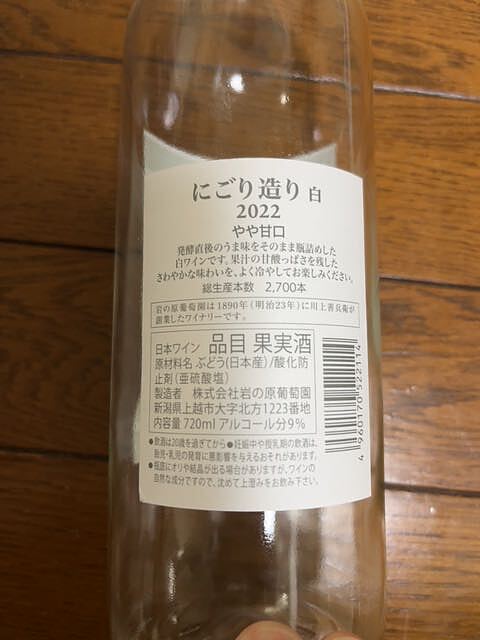 にごり造り 白
2022
やや甘口
発酵直後のうま味をそのまま瓶詰めした
白ワインです。果汁の甘酸っぱさを残した
さわやかな味わいを、よく冷やしてお楽しみください。
総生産本数 2,700本
岩の原葡萄園は1890年(明治23年)に川上善兵衛が
創業したワイナリーです。
日本ワイン 品目 果実酒
原材料名 ぶどう(日本産)/酸化防
止剤(亜硫酸塩)
製造者 株式会社岩の原葡萄園
新潟県上越市大字北方1223番地
内容量 720ml アルコール分9%
●飲酒は20歳を過ぎてから ●妊娠中や授乳期の飲酒は、
胎児・乳児の発育に悪影響を与えるおそれがあります。
●瓶底にオリや結晶が出る場合がありますが、ワインの
自然な成分ですので、沈めて上澄みをお飲み下さい。
4 960170 522114